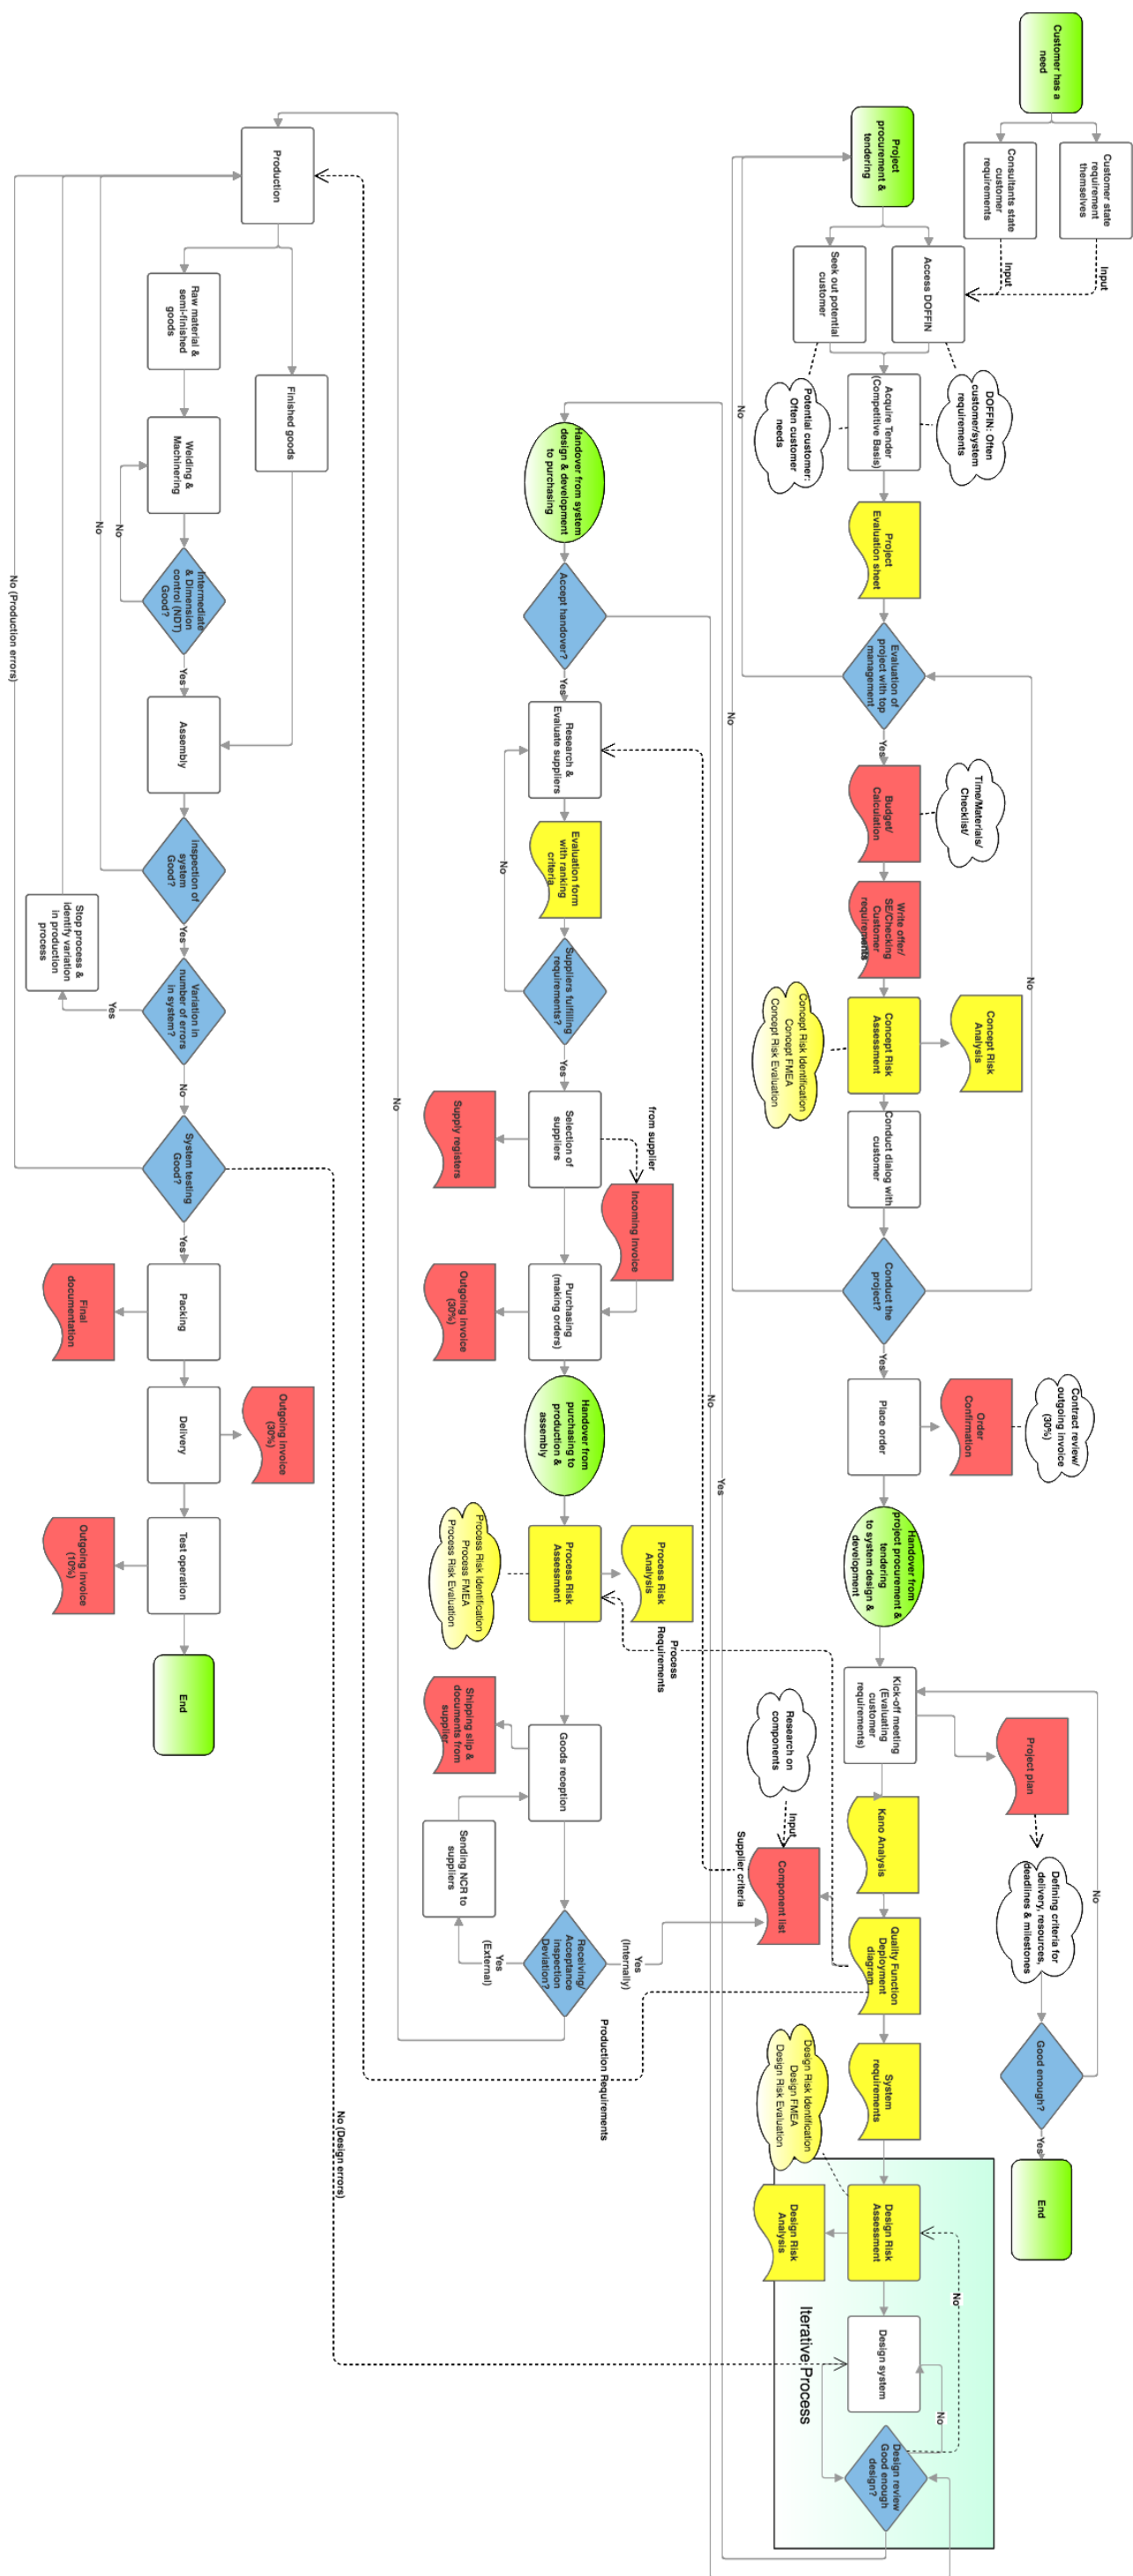 Customer has a
need
Customer state
requirement
themselves
Consultants state
customer
requirements
Input
Input
Project
procurement &
tendering
Access DOFFIN
Seek out potential
customer
DOFFIN: Often
customer/system
requirements
Potential customer:
Often customer
needs
Acquire Tender
(Competitive Basis)
Project
Evaluation sheet
Evaluation of
project with top
management
No
Yes
Time/Materials/
Checklist/
Budget/
Calculation
Write offer/
SE/Checking
Customer
requirements
Concept Risk
Assessment
Concept Risk
Analysis
Concept Risk Identification
Concept FMEA
Concept Risk Evaluation
Conduct dialog with
customer
Conduct the
project?
No
No
Yes
Place order
Order
Confirmation
Contract review/
outgoing invoice
(30%)
Handover from
project procurement &
tendering
to system design &
development
Kick-off meeting
(Evaluating
customer
requirements)
Project plan
Defining criteria for
delivery, resources,
deadlines & milestones
Good enough?
No
Yes
End
Kano Analysis
Quality Function
Deployment
diagram
Research on
components
Input
Component list
Supplier criteria
System
requirements
Design Risk Identification
Design FMEA
Design Risk Evaluation
Design Risk
Assessment
Design Risk
Analysis
Iterative Process
Design system
No
No
Design review
Good enough
design?
Yes
No
Handover from system
design & development
to purchasing
Accept handover?
Yes
Research &
Evaluate suppliers
Evaluation form
with ranking
criteria
Suppliers fulfilling
requirements?
No
Yes
Selection of
suppliers
Supply registers
from supplier
Incoming Invoice
Purchasing
(making orders)
Outgoing invoice
(30%)
Handover from
purchasing to
production &
assembly
Process Risk
Assessment
Process Risk
Analysis
Process
Requirements
Process Risk Identification
Process FMEA
Process Risk Evaluation
Goods reception
Shipping slip &
documents from
supplier
Sending NCR to
suppliers
Receiving/
Acceptance
inspection
Deviation?
Yes
(Internally)
Yes
(External)
No
Production Requirements
Production
Raw material &
semi-finished
goods
Finished goods
Welding &
Machinering
Intermediate
& Dimension
control (NDT)
Good?
No
Yes
Assembly
Inspection of
system
Good?
No
Yes
Variation in
number of errors
in system?
Yes
Stop process &
identify variation
in production
process
No
System testing
Good?
No (Production errors)
No (Design errors)
Yes
Packing
Final
documentation
Delivery
Outgoing invoice
(30%)
Test operation
Outgoing invoice
(10%)
End